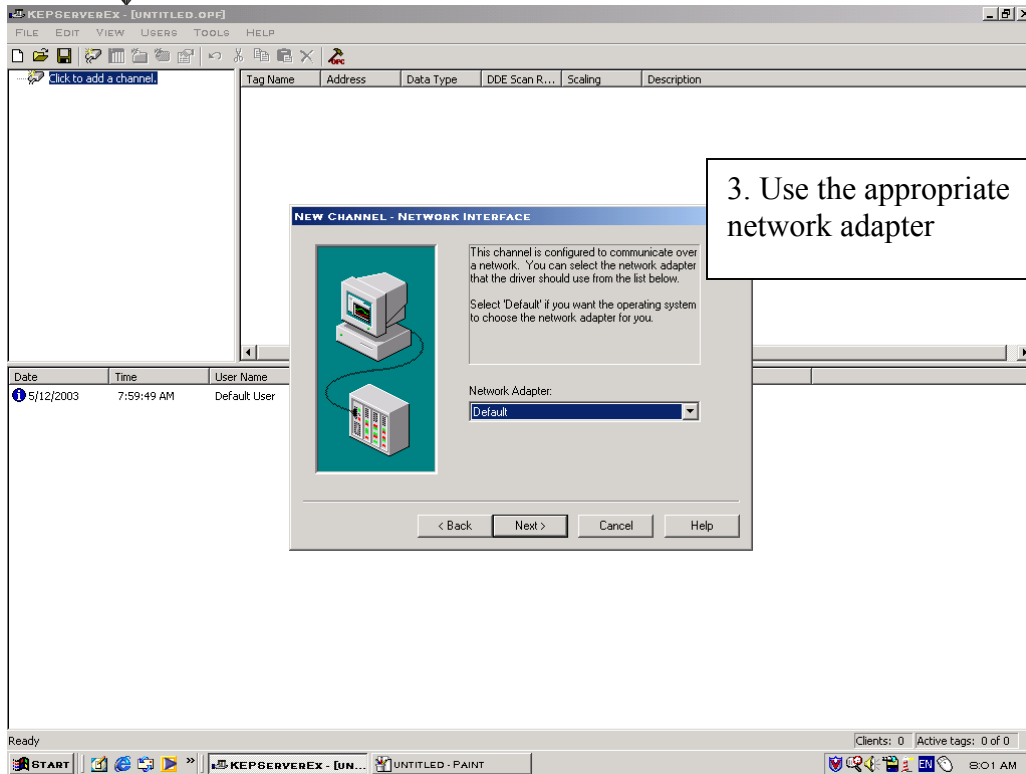 KEPServerEx - [UNTITLED.OPF]
File Edit View Users Tools Help
Click to add a channel.
Tag Name Address Data Type DDE Scan R... Scaling Description
3. Use the appropriate
network adapter
New Channel - Network Interface
This channel is configured to communicate over
a network. You can select the network adapter
that the driver should use from the list below.
Select 'Default' if you want the operating system
to choose the network adapter for you.
Network Adapter:
Default
< Back Next > Cancel Help
Date Time User Name
5/12/2003 7:59:49 AM Default User
Ready
Clients: 0 Active tags: 0 of 0
Start
KEPServerEx - [Un...
untitled - Paint
EN
8:01 AM